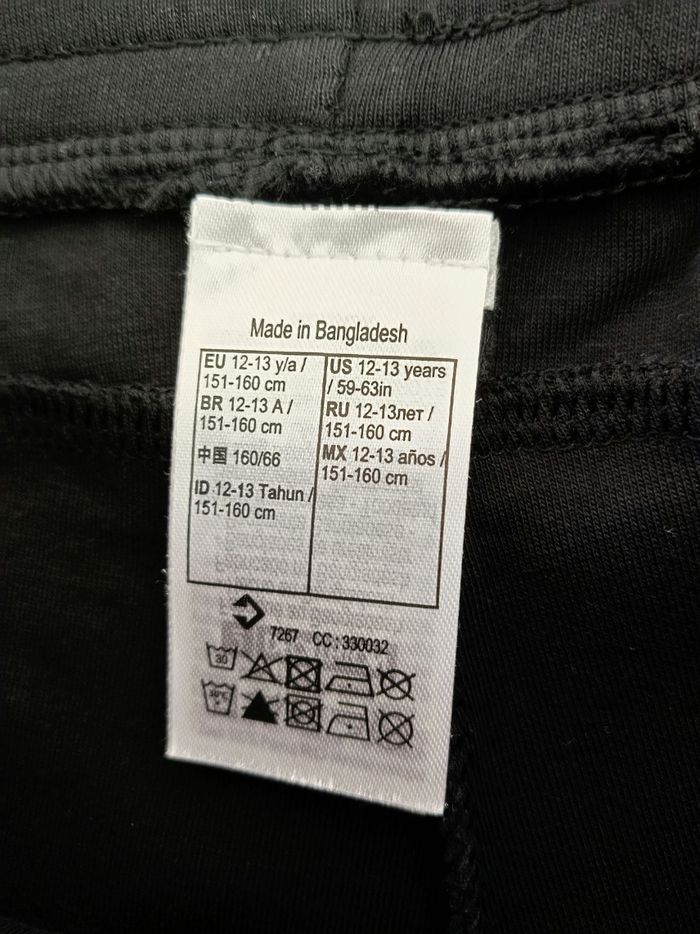 Made in Bangladesh
EU 12-13 y/a /
151-160 cm
BR 12-13 A /
151-160 cm
中国 160/66
ID 12-13 Tahun /
151-160 cm
US 12-13 years
/ 59-63in
RU 12-13лет /
151-160 cm
MX 12-13 años /
151-160 cm
7267 CC : 330032
30
30°C